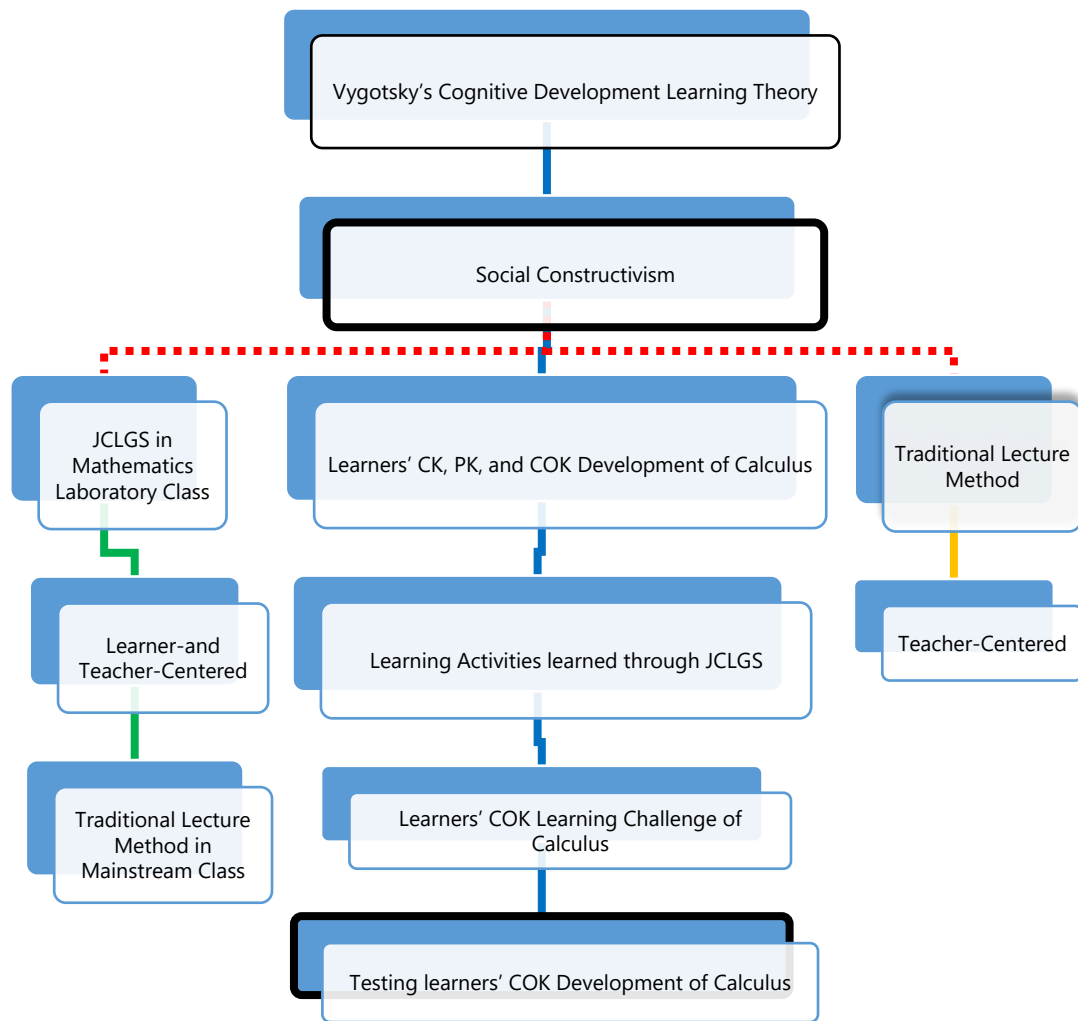 Vygotsky's Cognitive Development Learning Theory
Social Constructivism
JCLGS in
Mathematics
Laboratory Class
Learners' CK, PK, and COK Development of Calculus
Traditional Lecture
Method
Learner-and
Teacher-Centered
Learning Activities learned through JCLGS
Teacher-Centered
Traditional Lecture
Method in
Mainstream Class
Learners' COK Learning Challenge of
Calculus
Testing learners' COK Development of Calculus